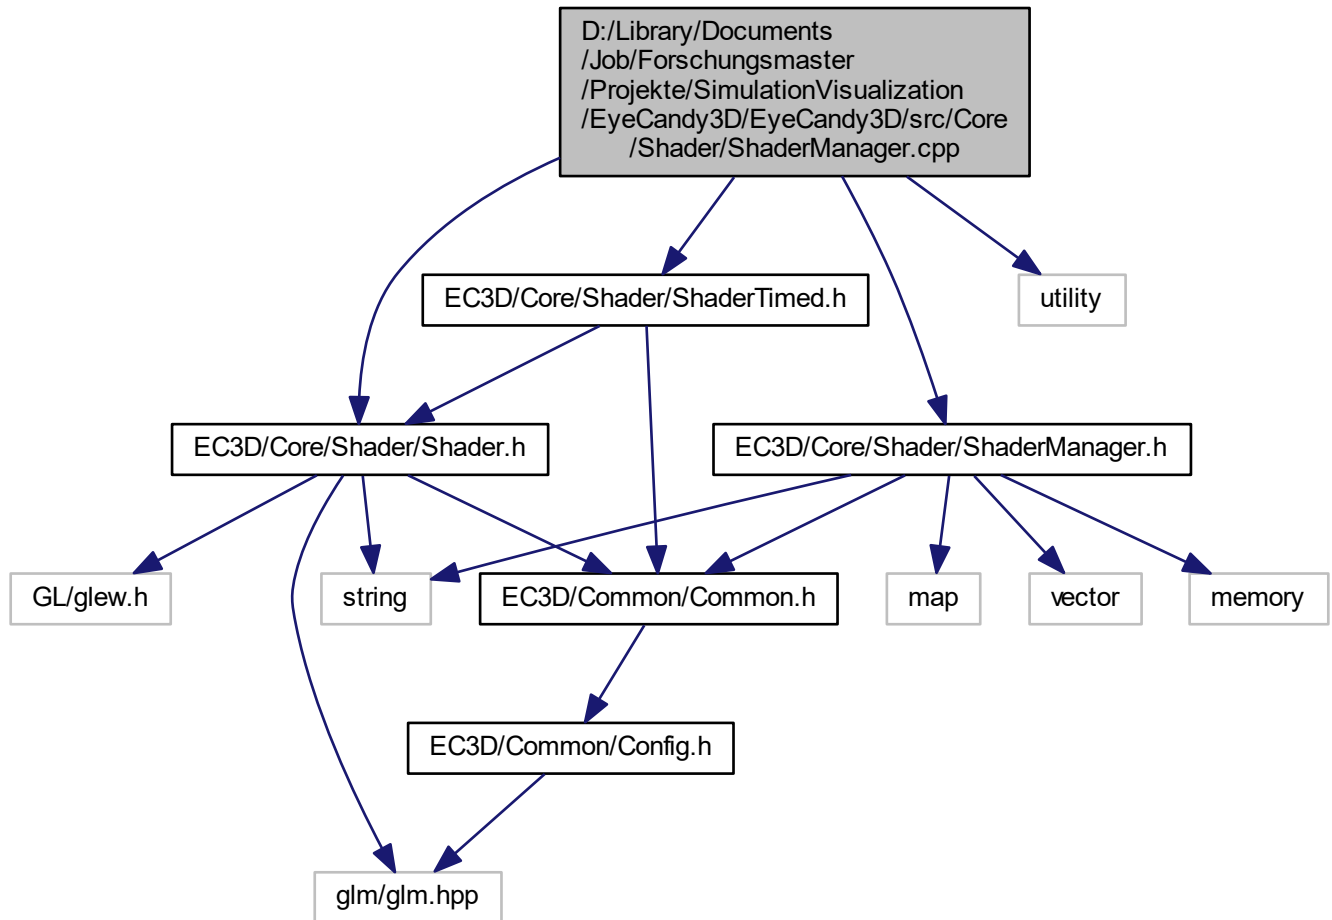 D:/Library/Documents
/Job/Forschungsmaster
/Projekte/SimulationVisualization
/EyeCandy3D/EyeCandy3D/src/Core
/Shader/ShaderManager.cpp
EC3D/Core/Shader/ShaderTimed.h
utility
EC3D/Core/Shader/Shader.h
EC3D/Core/Shader/ShaderManager.h
GL/glew.h
string
EC3D/Common/Common.h
map
vector
memory
EC3D/Common/Config.h
glm/glm.hpp